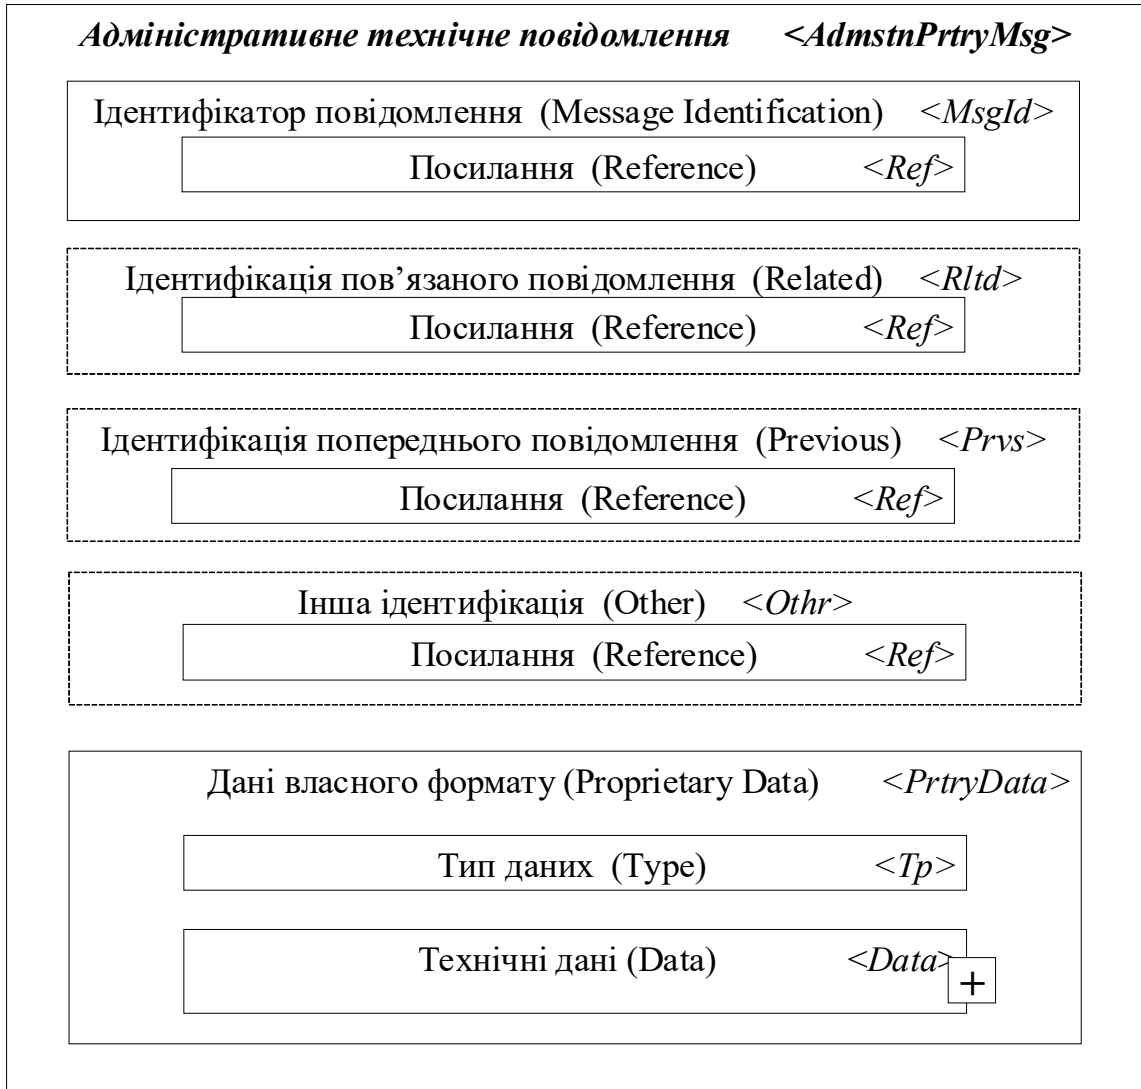 Адміністративне технічне повідомлення <AdmstnPrtryMsg>
Ідентифікатор повідомлення (Message Identification) <MsgId>
Посилання (Reference) <Ref>
Ідентифікація пов’язаного повідомлення (Related) <Rltd>
Посилання (Reference) <Ref>
Ідентифікація попереднього повідомлення (Previous) <Prvs>
Посилання (Reference) <Ref>
Інша ідентифікація (Other) <Othr>
Посилання (Reference) <Ref>
Дані власного формату (Proprietary Data) <PrtryData>
Тип даних (Type) <Tp>
Технічні дані (Data) <Data>
+